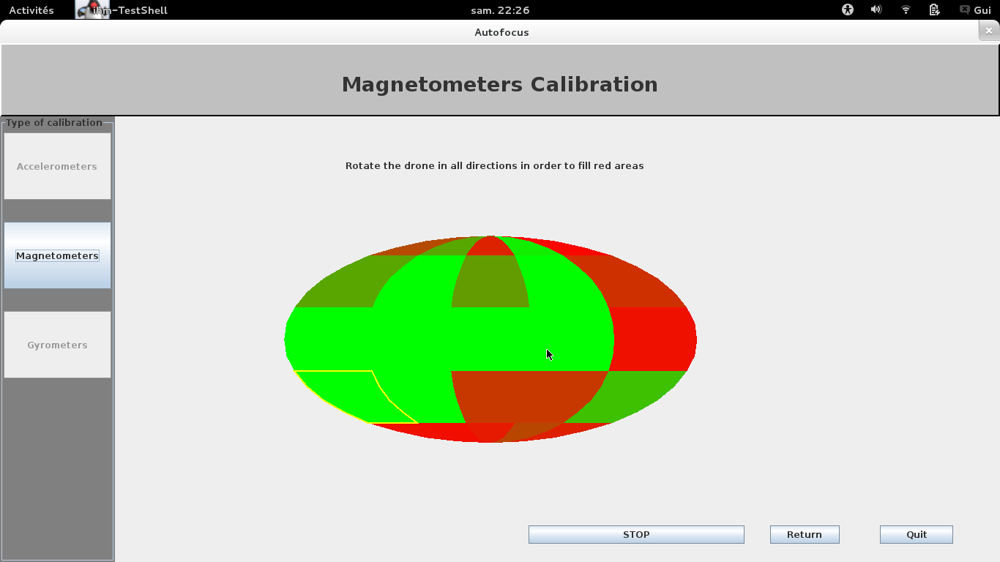 Activités
ihm-TestShell
sam. 22:26
Gui
Autofocus
Magnetometers Calibration
Type of calibration
Accelerometers
Magnetometers
Gyrometers
Rotate the drone in all directions in order to fill red areas
STOP
Return
Quit